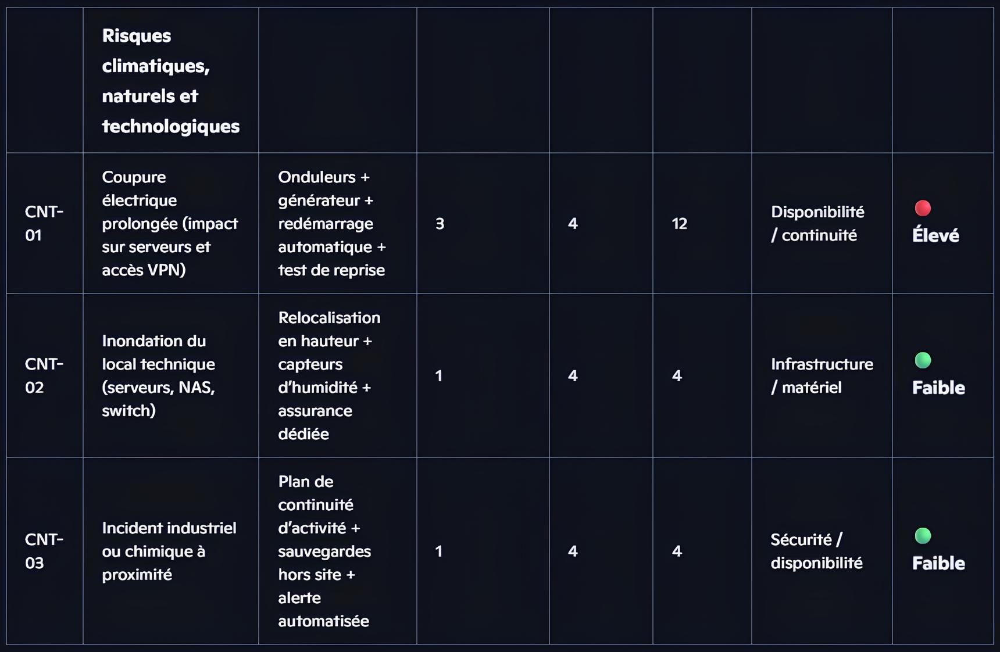 Risques
climatiques,
naturels et
technologiques
CNT-
01
Coupure
électrique
prolongée (impact
sur serveurs et
accès VPN)
Onduleurs +
générateur +
redémarrage
automatique +
test de reprise
3
4
12
Disponibilité
/ continuité
Élevé
CNT-
02
Inondation du
local technique
(serveurs, NAS,
switch)
Relocalisation
en hauteur +
capteurs
d’humidité +
assurance
dédiée
1
4
4
Infrastructure
/ matériel
Faible
CNT-
03
Incident industriel
ou chimique à
proximité
Plan de
continuité
d’activité +
sauvegardes
hors site +
alerte
automatisée
1
4
4
Sécurité /
disponibilité
Faible